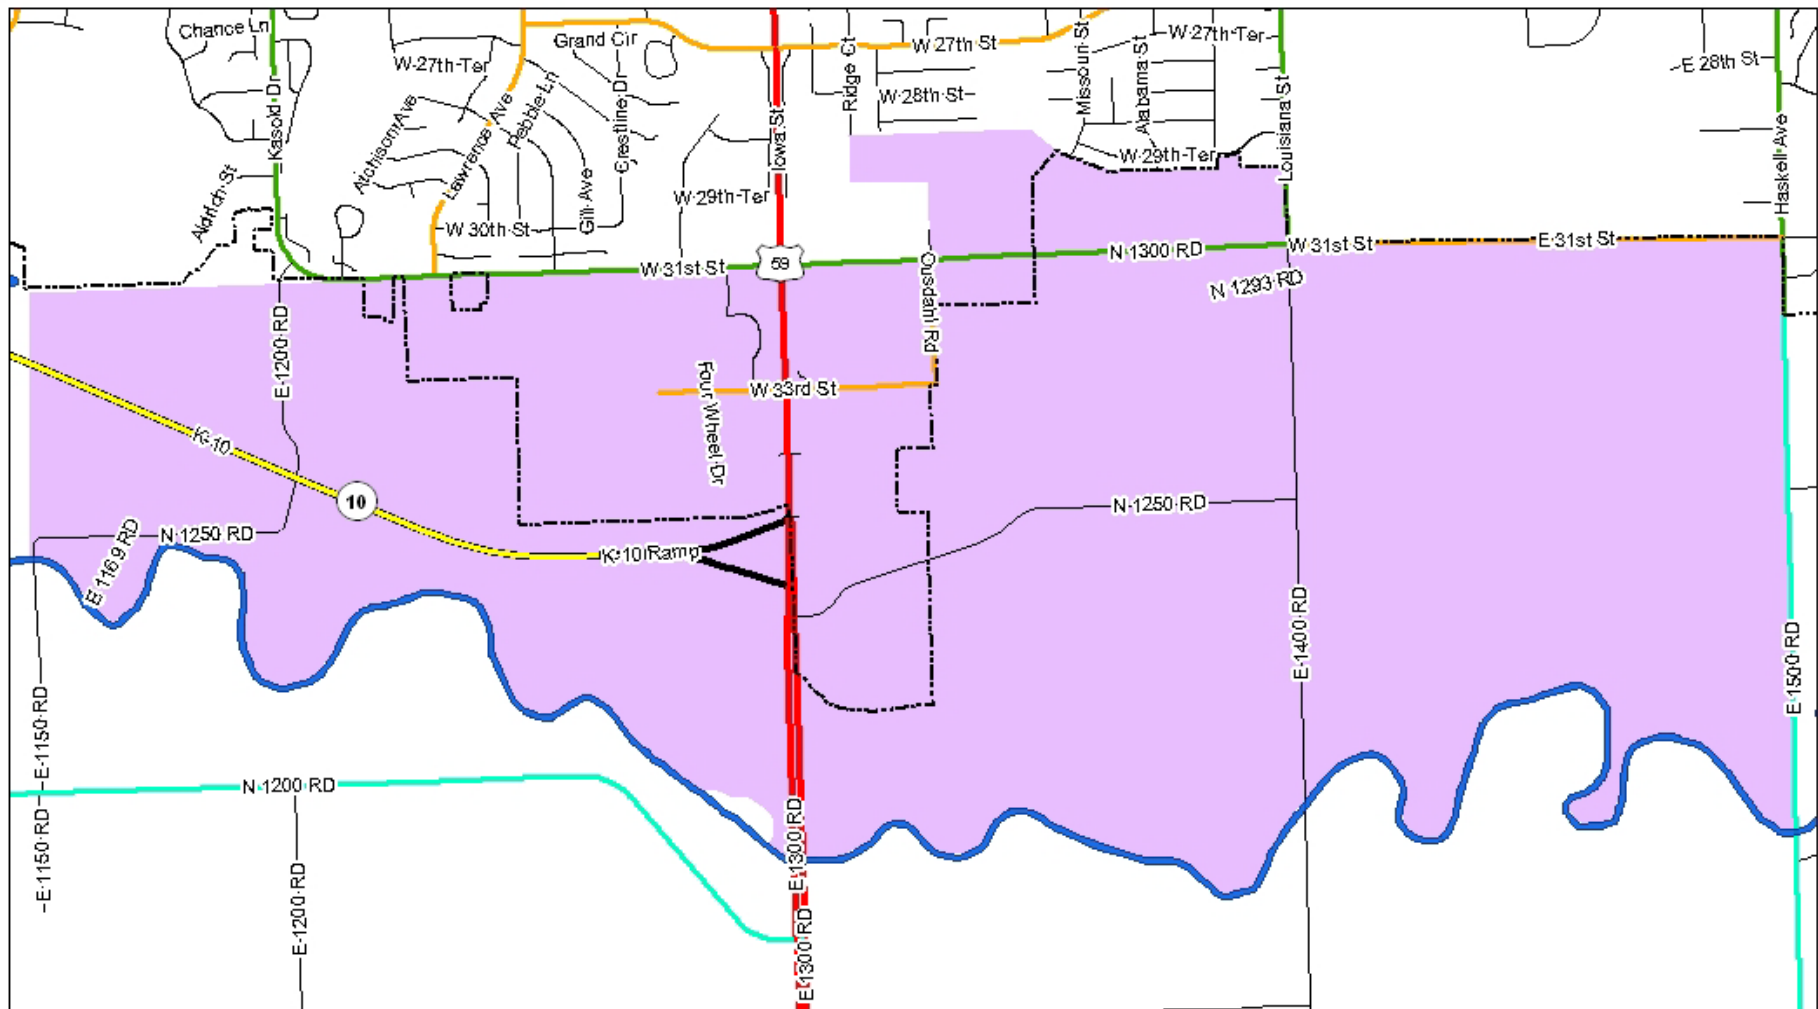 Chance Ln
Grand Cir
W 27th St
W 27th Ter
W 27th Ter
E 28th St
Kasold Dr
Atchison Ave
Lawrence Ave
Pebble Ln
Crestline Dr
Iowa St
Ridge Ct
W 28th St
Missouri St
Alabama St
Louisiana St
Haskell Ave
W 29th Ter
W 29th Ter
Aldrich St
Gill Ave
W 30th St
W 31st St
59
Ousdahl Rd
N 1300 RD
W 31st St
E 31st St
N 1293 RD
E 1200 RD
Four Wheel Dr
W 33rd St
K-10
10
N 1250 RD
N 1250 RD
E 1169 RD
K-10 Ramp
E 1400 RD
E 1500 RD
E 1150 RD
N 1200 RD
E 1150 RD
E 1200 RD
E 1300 RD
E 1300 RD